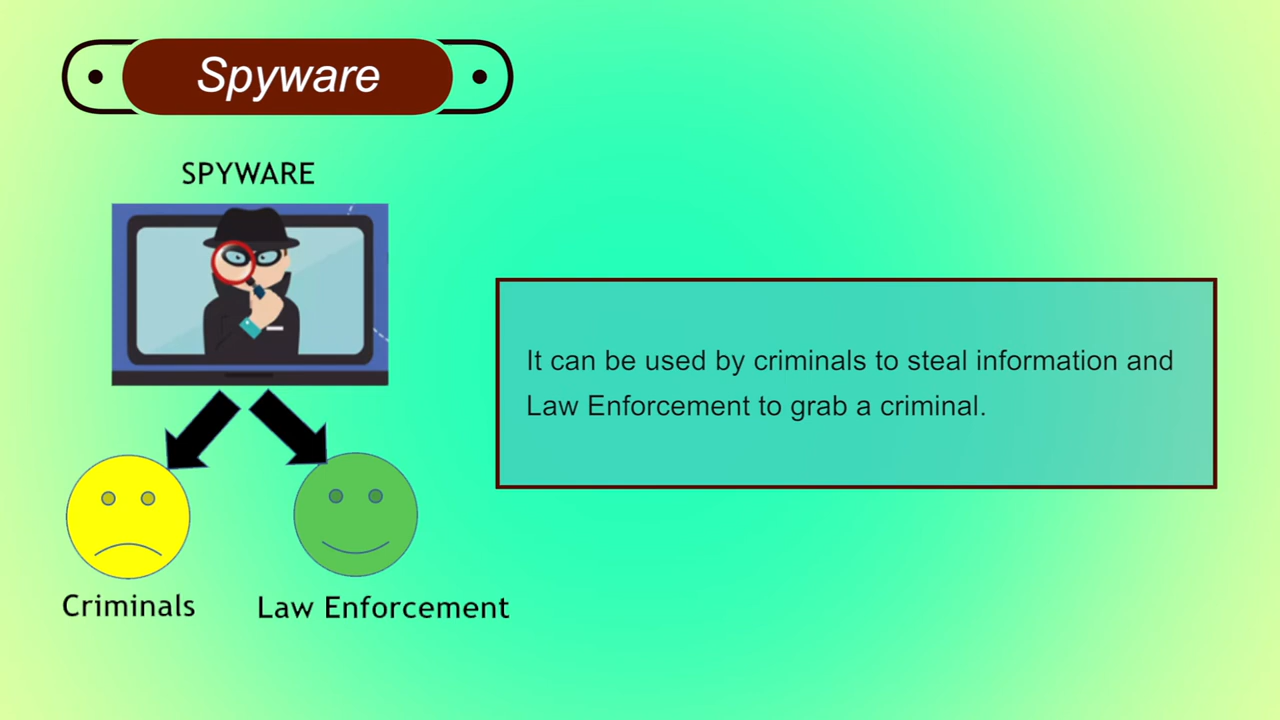 Spyware
SPYWARE
It can be used by criminals to steal information and
Law Enforcement to grab a criminal.
Criminals
Law Enforcement